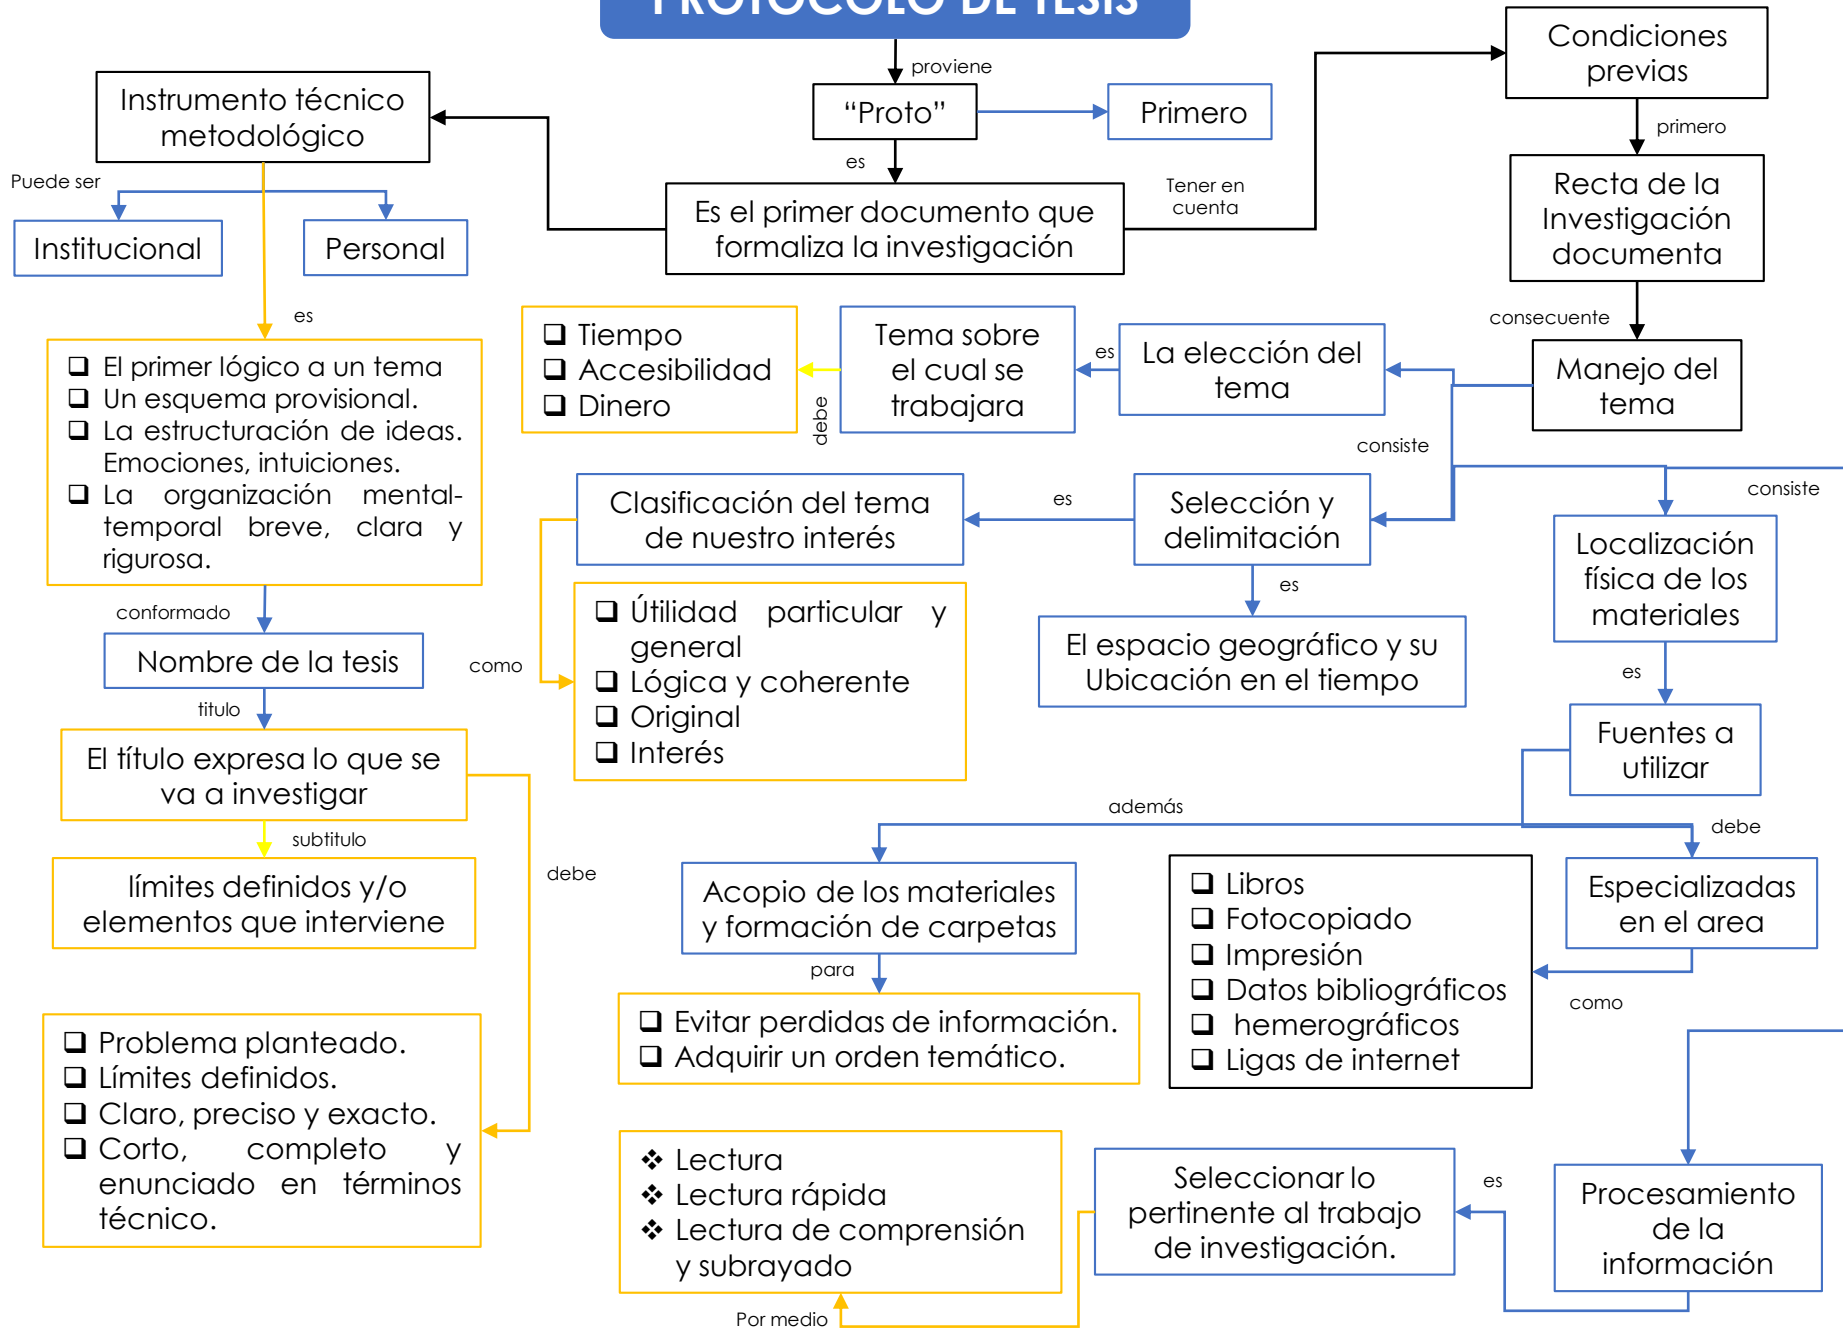 PROTOCOLO DE TESIS
proviene
“Proto”
Primero
es
Es el primer documento que
formaliza la investigación
Tener en
cuenta
Condiciones
previas
primero
Recta de la
Investigación
documenta
consecuente
Manejo del
tema
Instrumento técnico
metodológico
Puede ser
Institucional
Personal
es
❑ El primer lógico a un tema
❑ Un esquema provisional.
❑ La estructuración de ideas.
Emociones, intuiciones.
❑ La organización mental-
temporal breve, clara y
rigurosa.
conformado
Nombre de la tesis
titulo
El título expresa lo que se
va a investigar
subtitulo
límites definidos y/o
elementos que interviene
debe
❑ Problema planteado.
❑ Límites definidos.
❑ Claro, preciso y exacto.
❑ Corto, completo y
enunciado en términos
técnico.
consiste
La elección del
tema
es
Tema sobre
el cual se
trabajara
debe
❑ Tiempo
❑ Accesibilidad
❑ Dinero
Selección y
delimitación
es
Clasificación del tema
de nuestro interés
como
❑ Útilidad particular y
general
❑ Lógica y coherente
❑ Original
❑ Interés
es
El espacio geográfico y su
Ubicación en el tiempo
consiste
Localización
física de los
materiales
es
Fuentes a
utilizar
debe
Especializadas
en el area
como
❑ Libros
❑ Fotocopiado
❑ Impresión
❑ Datos bibliográficos
❑ hemerográficos
❑ Ligas de internet
además
Acopio de los materiales
y formación de carpetas
para
❑ Evitar perdidas de información.
❑ Adquirir un orden temático.
Procesamiento
de la
información
es
Seleccionar lo
pertinente al trabajo
de investigación.
Por medio
❖ Lectura
❖ Lectura rápida
❖ Lectura de comprensión
y subrayado